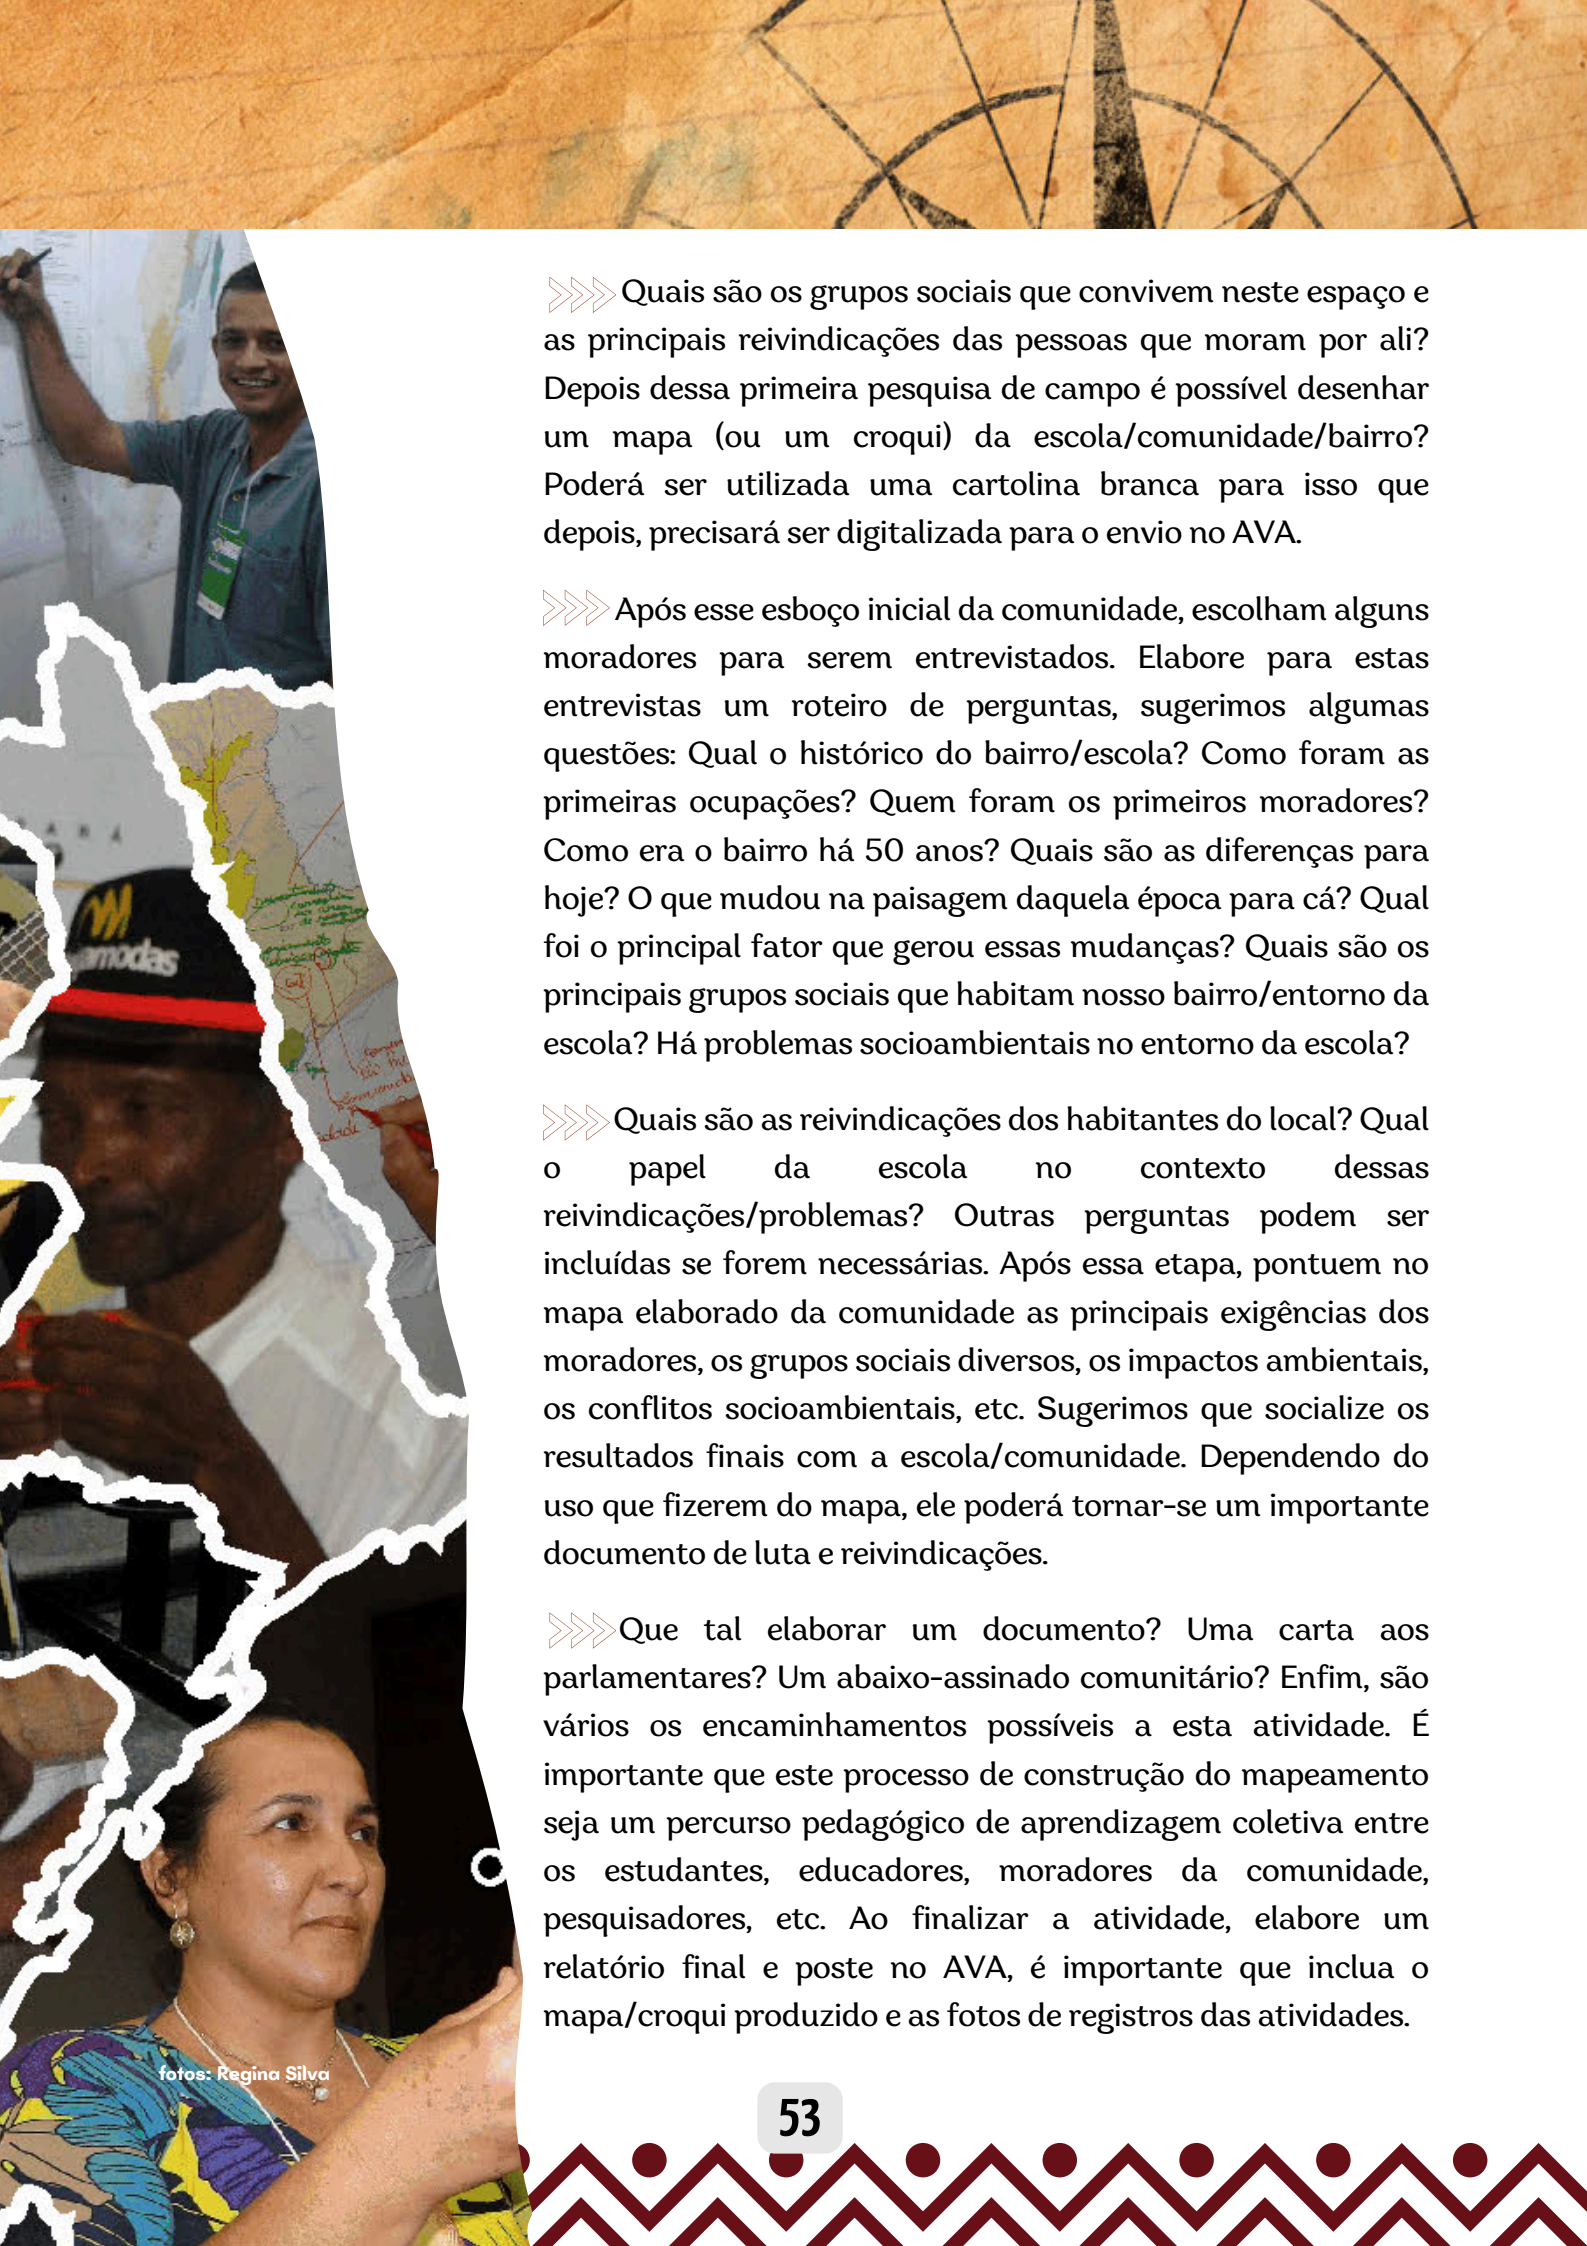 Quais são os grupos sociais que convivem neste espaço e
as principais reivindicações das pessoas que moram por ali?
Depois dessa primeira pesquisa de campo é possível desenhar
um mapa (ou um croqui) da escola/comunidade/bairro?
Poderá ser utilizada uma cartolina branca para isso que
depois, precisará ser digitalizada para o envio no AVA.
Após esse esboço inicial da comunidade, escolham alguns
moradores para serem entrevistados. Elabore para estas
entrevistas um roteiro de perguntas, sugerimos algumas
questões: Qual o histórico do bairro/escola? Como foram as
primeiras ocupações? Quem foram os primeiros moradores?
Como era o bairro há 50 anos? Quais são as diferenças para
hoje? O que mudou na paisagem daquela época para cá? Qual
foi o principal fator que gerou essas mudanças? Quais são os
principais grupos sociais que habitam nosso bairro/entorno da
escola? Há problemas socioambientais no entorno da escola?
Quais são as reivindicações dos habitantes do local? Qual
o papel da escola no contexto dessas
reivindicações/problemas? Outras perguntas podem ser
incluídas se forem necessárias. Após essa etapa, pontuem no
mapa elaborado da comunidade as principais exigências dos
moradores, os grupos sociais diversos, os impactos ambientais,
os conflitos socioambientais, etc. Sugerimos que socialize os
resultados finais com a escola/comunidade. Dependendo do
uso que fizerem do mapa, ele poderá tornar-se um importante
documento de luta e reivindicações.
Que tal elaborar um documento? Uma carta aos
parlamentares? Um abaixo-assinado comunitário? Enfim, são
vários os encaminhamentos possíveis a esta atividade. É
importante que este processo de construção do mapeamento
seja um percurso pedagógico de aprendizagem coletiva entre
os estudantes, educadores, moradores da comunidade,
pesquisadores, etc. Ao finalizar a atividade, elabore um
relatório final e poste no AVA, é importante que inclua o
mapa/croqui produzido e as fotos de registros das atividades.
modas
fotos: Regina Silva
53